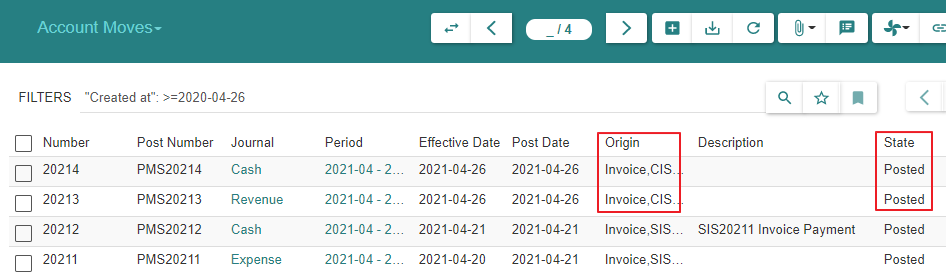 Account Moves
_ / 4
FILTERS "Created at": >=2020-04-26
Number Post Number Journal Period Effective Date Post Date Origin Description State
20214 PMS20214 Cash 2021-04 - 2... 2021-04-26 2021-04-26 Invoice,CIS... Posted
20213 PMS20213 Revenue 2021-04 - 2... 2021-04-26 2021-04-26 Invoice,CIS... Posted
20212 PMS20212 Cash 2021-04 - 2... 2021-04-21 2021-04-21 Invoice,SIS... SIS20211 Invoice Payment Posted
20211 PMS20211 Expense 2021-04 - 2... 2020-04-21 2021-04-21 Invoice,SIS... Posted